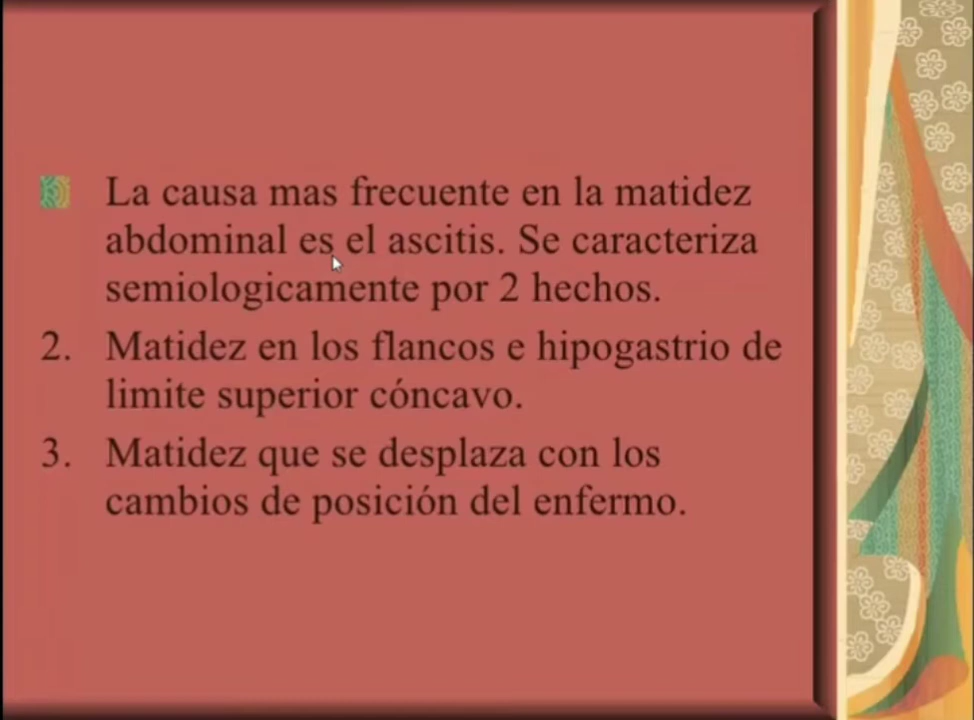 La causa mas frecuente en la matidez
abdominal es el ascitis. Se caracteriza
semiologicamente por 2 hechos.
2. Matidez en los flancos e hipogastrio de
limite superior cóncavo.
3. Matidez que se desplaza con los
cambios de posición del enfermo.